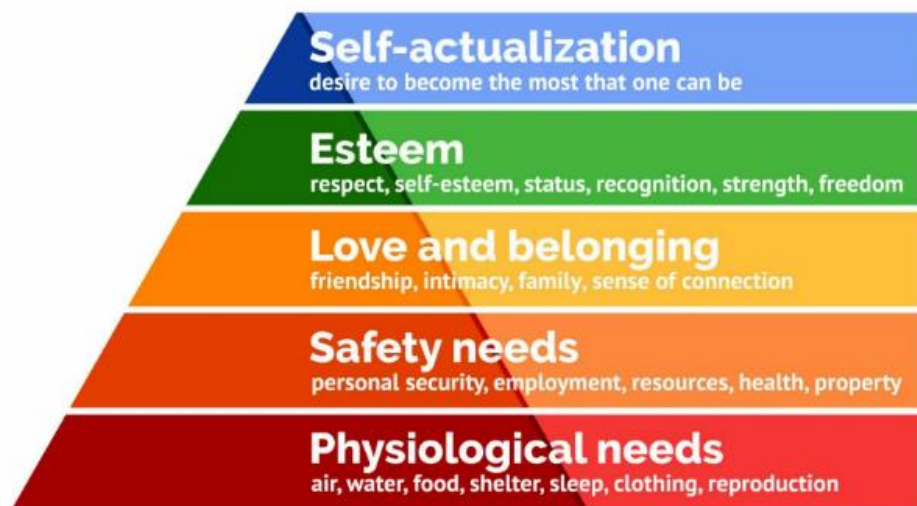 Self-actualization
desire to become the most that one can be
Esteem
respect, self-esteem, status, recognition, strength, freedom
Love and belonging
friendship, intimacy, family, sense of connection
Safety needs
personal security, employment, resources, health, property
Physiological needs
air, water, food, shelter, sleep, clothing, reproduction